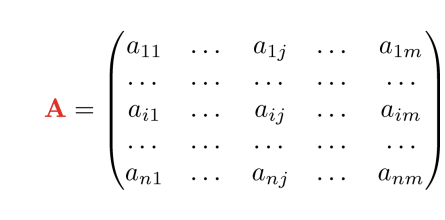 a₁₁ … a₁ⱼ … a₁ₘ
… … … … …
A = aᵢ₁ … aᵢⱼ … aᵢₘ
… … … … …
aₙ₁ … aₙⱼ … aₙₘ